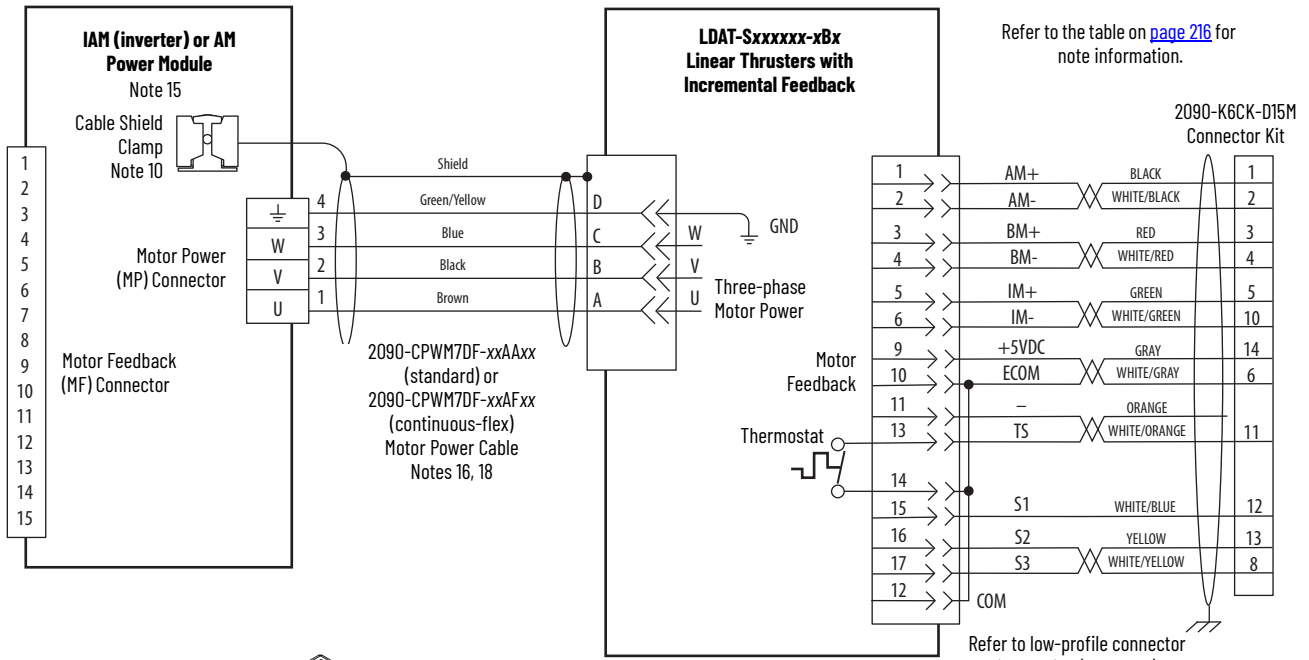 IAM (inverter) or AM
Power Module
Note 15
Cable Shield
Clamp
Note 10
1
2
3
4
5
6
7
8
9
10
11
12
13
14
15
Motor Power
(MP) Connector
Motor Feedback
(MF) Connector
W
V
U
4
3
2
1
Shield
Green/Yellow
Blue
Black
Brown
2090-CPWM7DF-xxAAxx
(standard) or
2090-CPWM7DF-xxAFxx
(continuous-flex)
Motor Power Cable
Notes 16, 18
LDAT-Sxxxxxx-xBx
Linear Thrusters with
Incremental Feedback
D
C
B
A
GND
W
V
U
Three-phase
Motor Power
Motor
Feedback
Thermostat
Refer to the table on page 216 for
note information.
2090-K6CK-D15M
Connector Kit
1 AM+ BLACK 1
2 AM- WHITE/BLACK 2
3 BM+ RED 3
4 BM- WHITE/RED 4
5 IM+ GREEN 5
6 IM- WHITE/GREEN 10
9 +5VDC GRAY 14
10 ECOM WHITE/GRAY 6
11 – ORANGE
13 TS WHITE/ORANGE 11
14
15 S1 WHITE/BLUE 12
16 S2 YELLOW 13
17 S3 WHITE/YELLOW 8
12 COM
Refer to low-profile connector